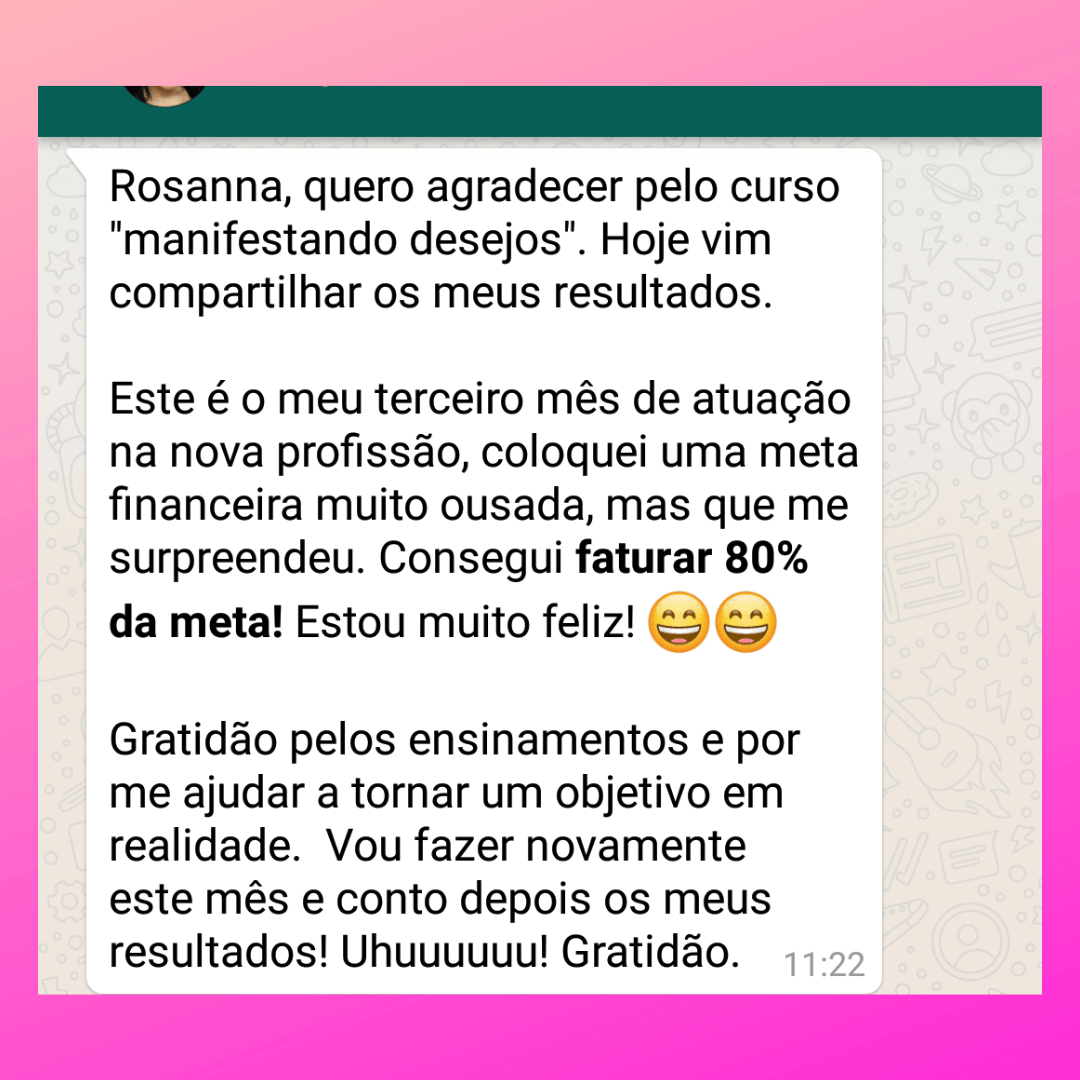 Rosanna, quero agradecer pelo curso
"manifestando desejos". Hoje vim
compartilhar os meus resultados.
Este é o meu terceiro mês de atuação
na nova profissão, coloquei uma meta
financeira muito ousada, mas que me
surpreendeu. Consegui faturar 80%
da meta! Estou muito feliz! 😄😄
Gratidão pelos ensinamentos e por
me ajudar a tornar um objetivo em
realidade.  Vou fazer novamente
este mês e conto depois os meus
resultados! Uhuuuuuu! Gratidão.
11:22